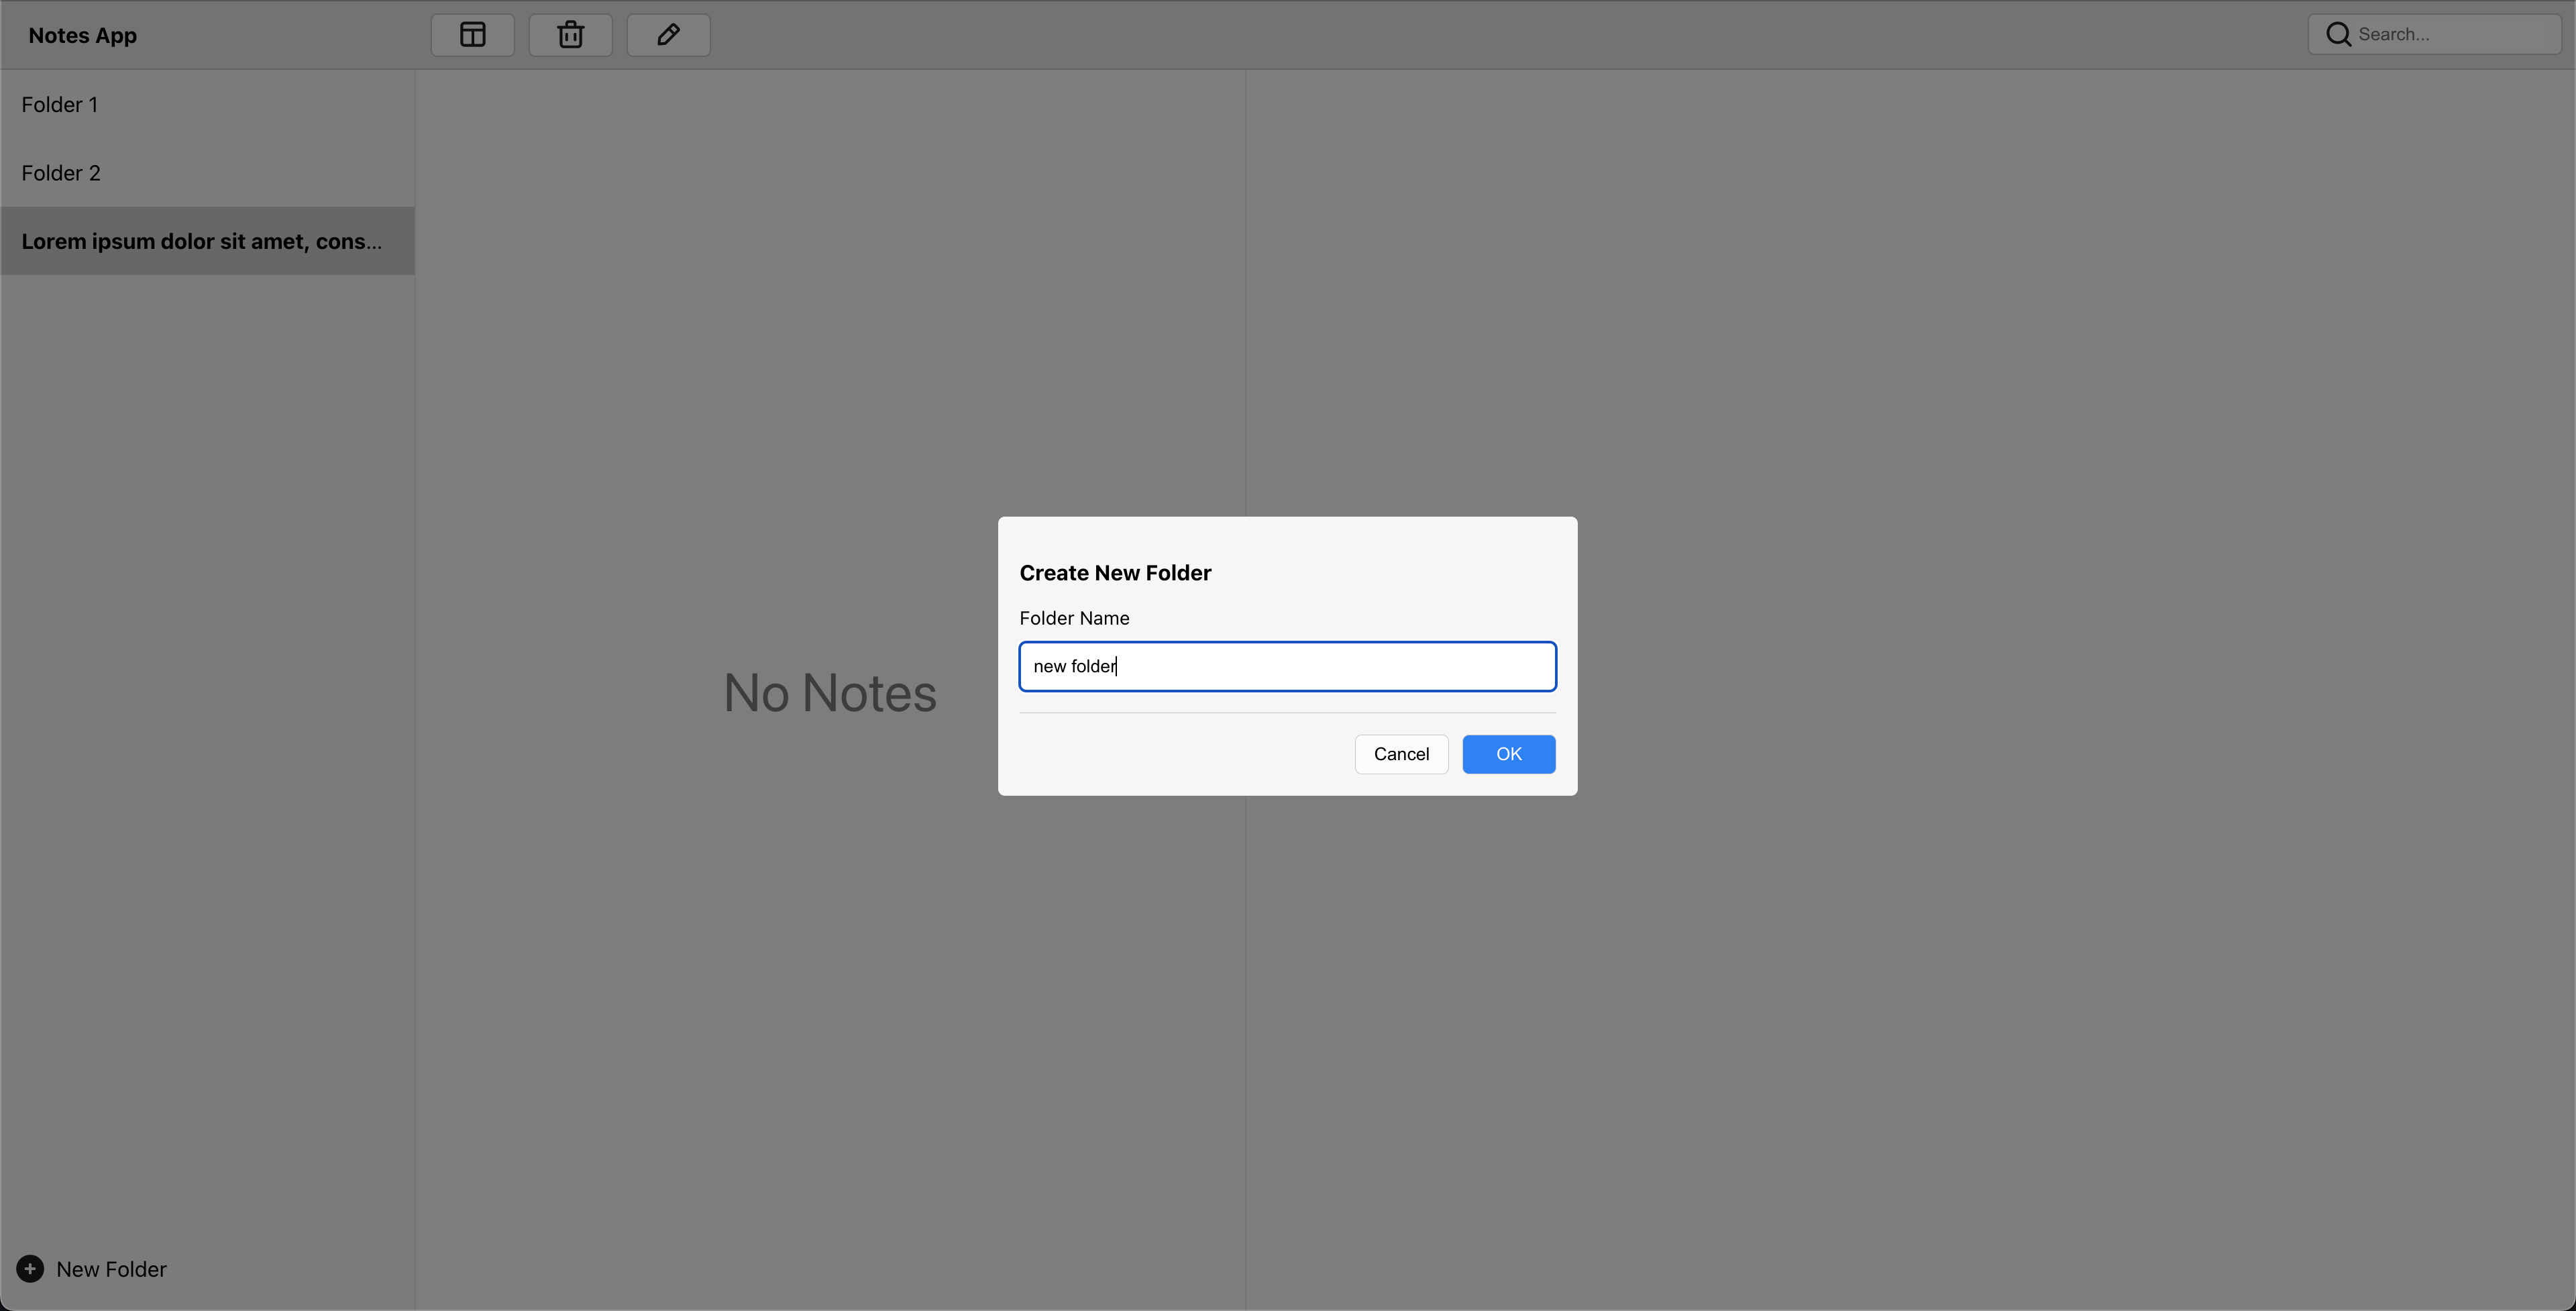 Notes App
Search...
Folder 1
Folder 2
Lorem ipsum dolor sit amet, cons...
No Notes
Create New Folder
Folder Name
new folder
Cancel
OK
New Folder